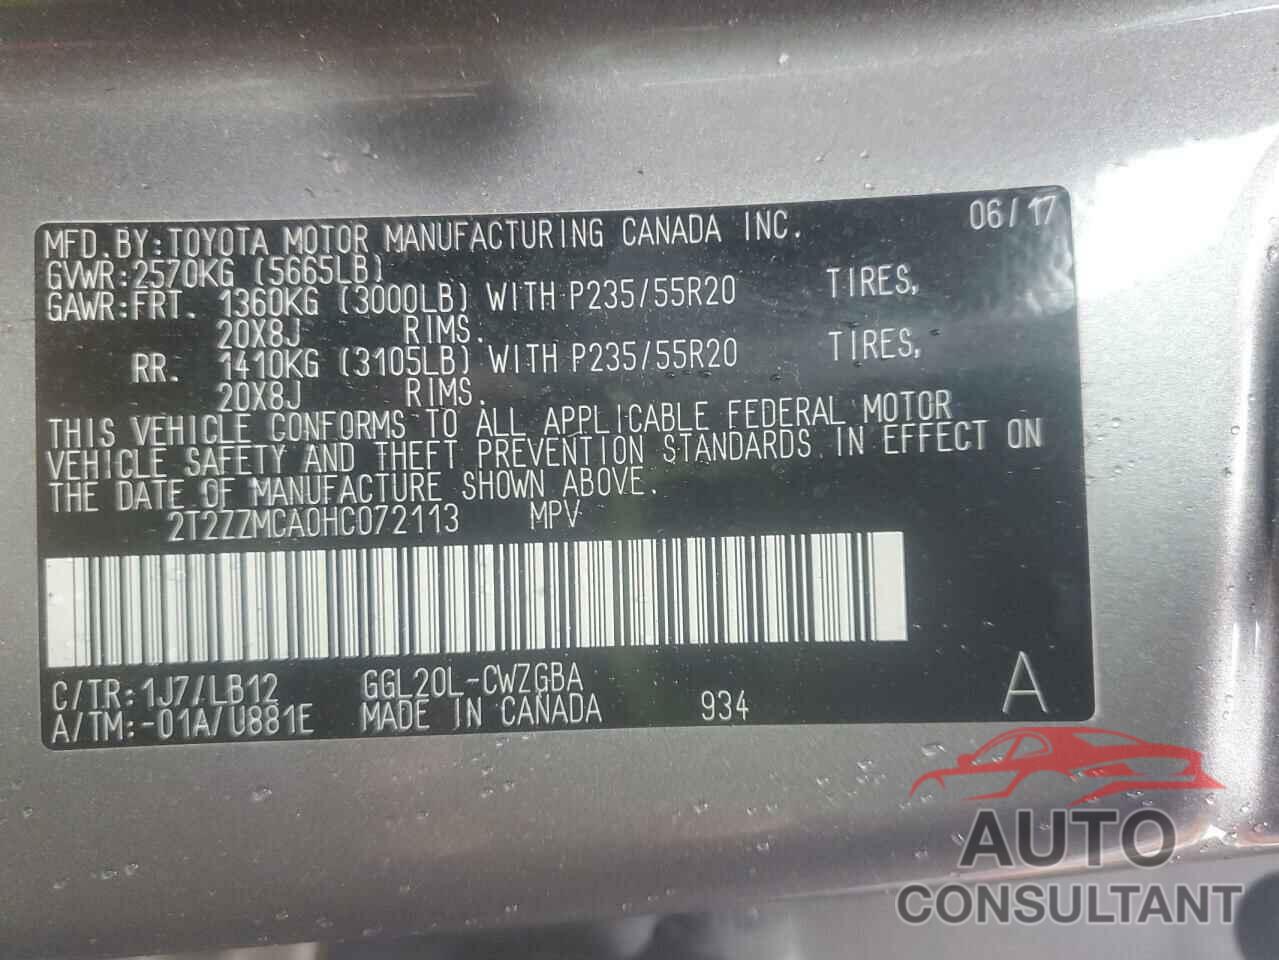 MFD.BY:TOYOTA MOTOR MANUFACTURING CANADA INC. 06/17
GVWR:2570KG (5665LB)
GAWR:FRT. 1360KG (3000LB) WITH P235/55R20 TIRES,
20X8J RIMS.
RR. 1410KG (3105LB) WITH P235/55R20 TIRES,
20X8J RIMS.
THIS VEHICLE CONFORMS TO ALL APPLICABLE FEDERAL MOTOR
VEHICLE SAFETY AND THEFT PREVENTION STANDARDS IN EFFECT ON
THE DATE OF MANUFACTURE SHOWN ABOVE.
2T2ZZMCA0HC072113 MPV
C/TR:1J7/LB12 GGL20L-CWZGBA
A/TM:-01A/U881E MADE IN CANADA 934 A
AUTO
CONSULTANT